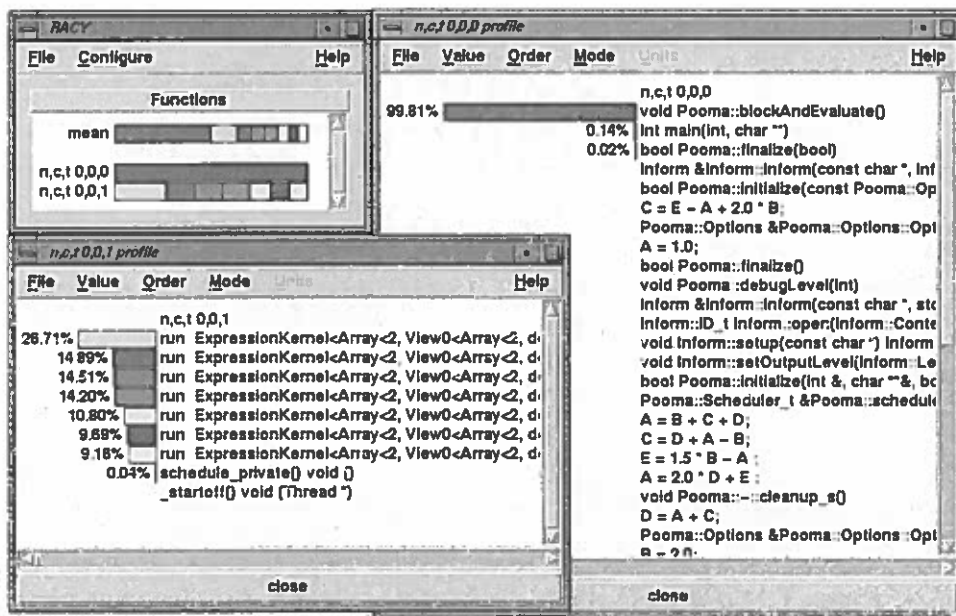 RACY
File Configure Help
Functions
mean
n,c,t 0,0,0
n,c,t 0,0,1
n,c,t 0,0,0 profile
File Value Order Mode Units Help
n,c,t 0,0,0
99.81% void Pooma::blockAndEvaluate()
0.14% int main(int, char **)
0.02% bool Pooma::finalize(bool)
Inform &Inform::Inform(const char *, Inf
bool Pooma::initialize(const Pooma::Op
C = E - A + 2.0 * B;
Pooma::Options &Pooma::Options::Opt
A = 1.0;
bool Pooma::finalize()
void Pooma::debugLevel(int)
Inform &Inform::Inform(const char *, std
Inform::ID_t Inform::open(Inform::Conte
void Inform::setup(const char *) Inform
void Inform::setOutputLevel(Inform::Le
bool Pooma::initialize(int &, char **&, bo
Pooma::Scheduler_t &Pooma::schedule
A = B + C + D;
C = D + A - B;
E = 1.5 * B - A ;
A = 2.0 * D + E ;
void Pooma::-::cleanup_s()
D = A + C;
Pooma::Options &Pooma::Options::Opt
B = 2.0;
close
n,c,t 0,0,1 profile
File Value Order Mode Units Help
n,c,t 0,0,1
26.71% run ExpressionKernel<Array<2, View0<Array<2, d
14.89% run ExpressionKernel<Array<2, View0<Array<2, d
14.51% run ExpressionKernel<Array<2, View0<Array<2, d
14.20% run ExpressionKernel<Array<2, View0<Array<2, d
10.80% run ExpressionKernel<Array<2, View0<Array<2, d
9.69% run ExpressionKernel<Array<2, View0<Array<2, d
9.16% run ExpressionKernel<Array<2, View0<Array<2, d
0.04% schedule_private() void ()
_startoff() void (Thread *)
close